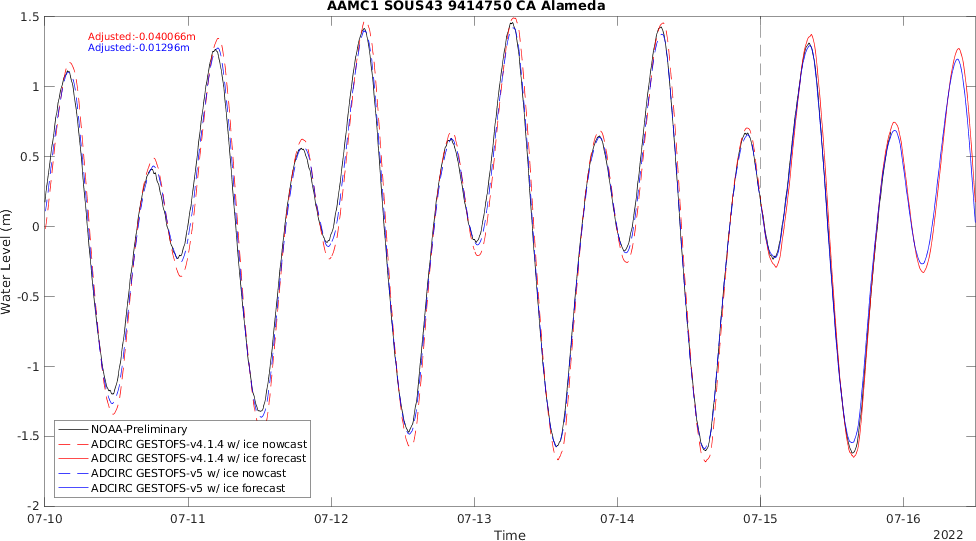 AAMC1 SOUS43 9414750 CA Alameda
Adjusted:-0.040066m
Adjusted:-0.01296m
1.5
1
0.5
0
-0.5
-1
-1.5
-2
Water Level (m)
NOAA-Preliminary
ADCIRC GESTOFS-v4.1.4 w/ ice nowcast
ADCIRC GESTOFS-v4.1.4 w/ ice forecast
ADCIRC GESTOFS-v5 w/ ice nowcast
ADCIRC GESTOFS-v5 w/ ice forecast
07-10 07-11 07-12 07-13 07-14 07-15 07-16
Time
2022